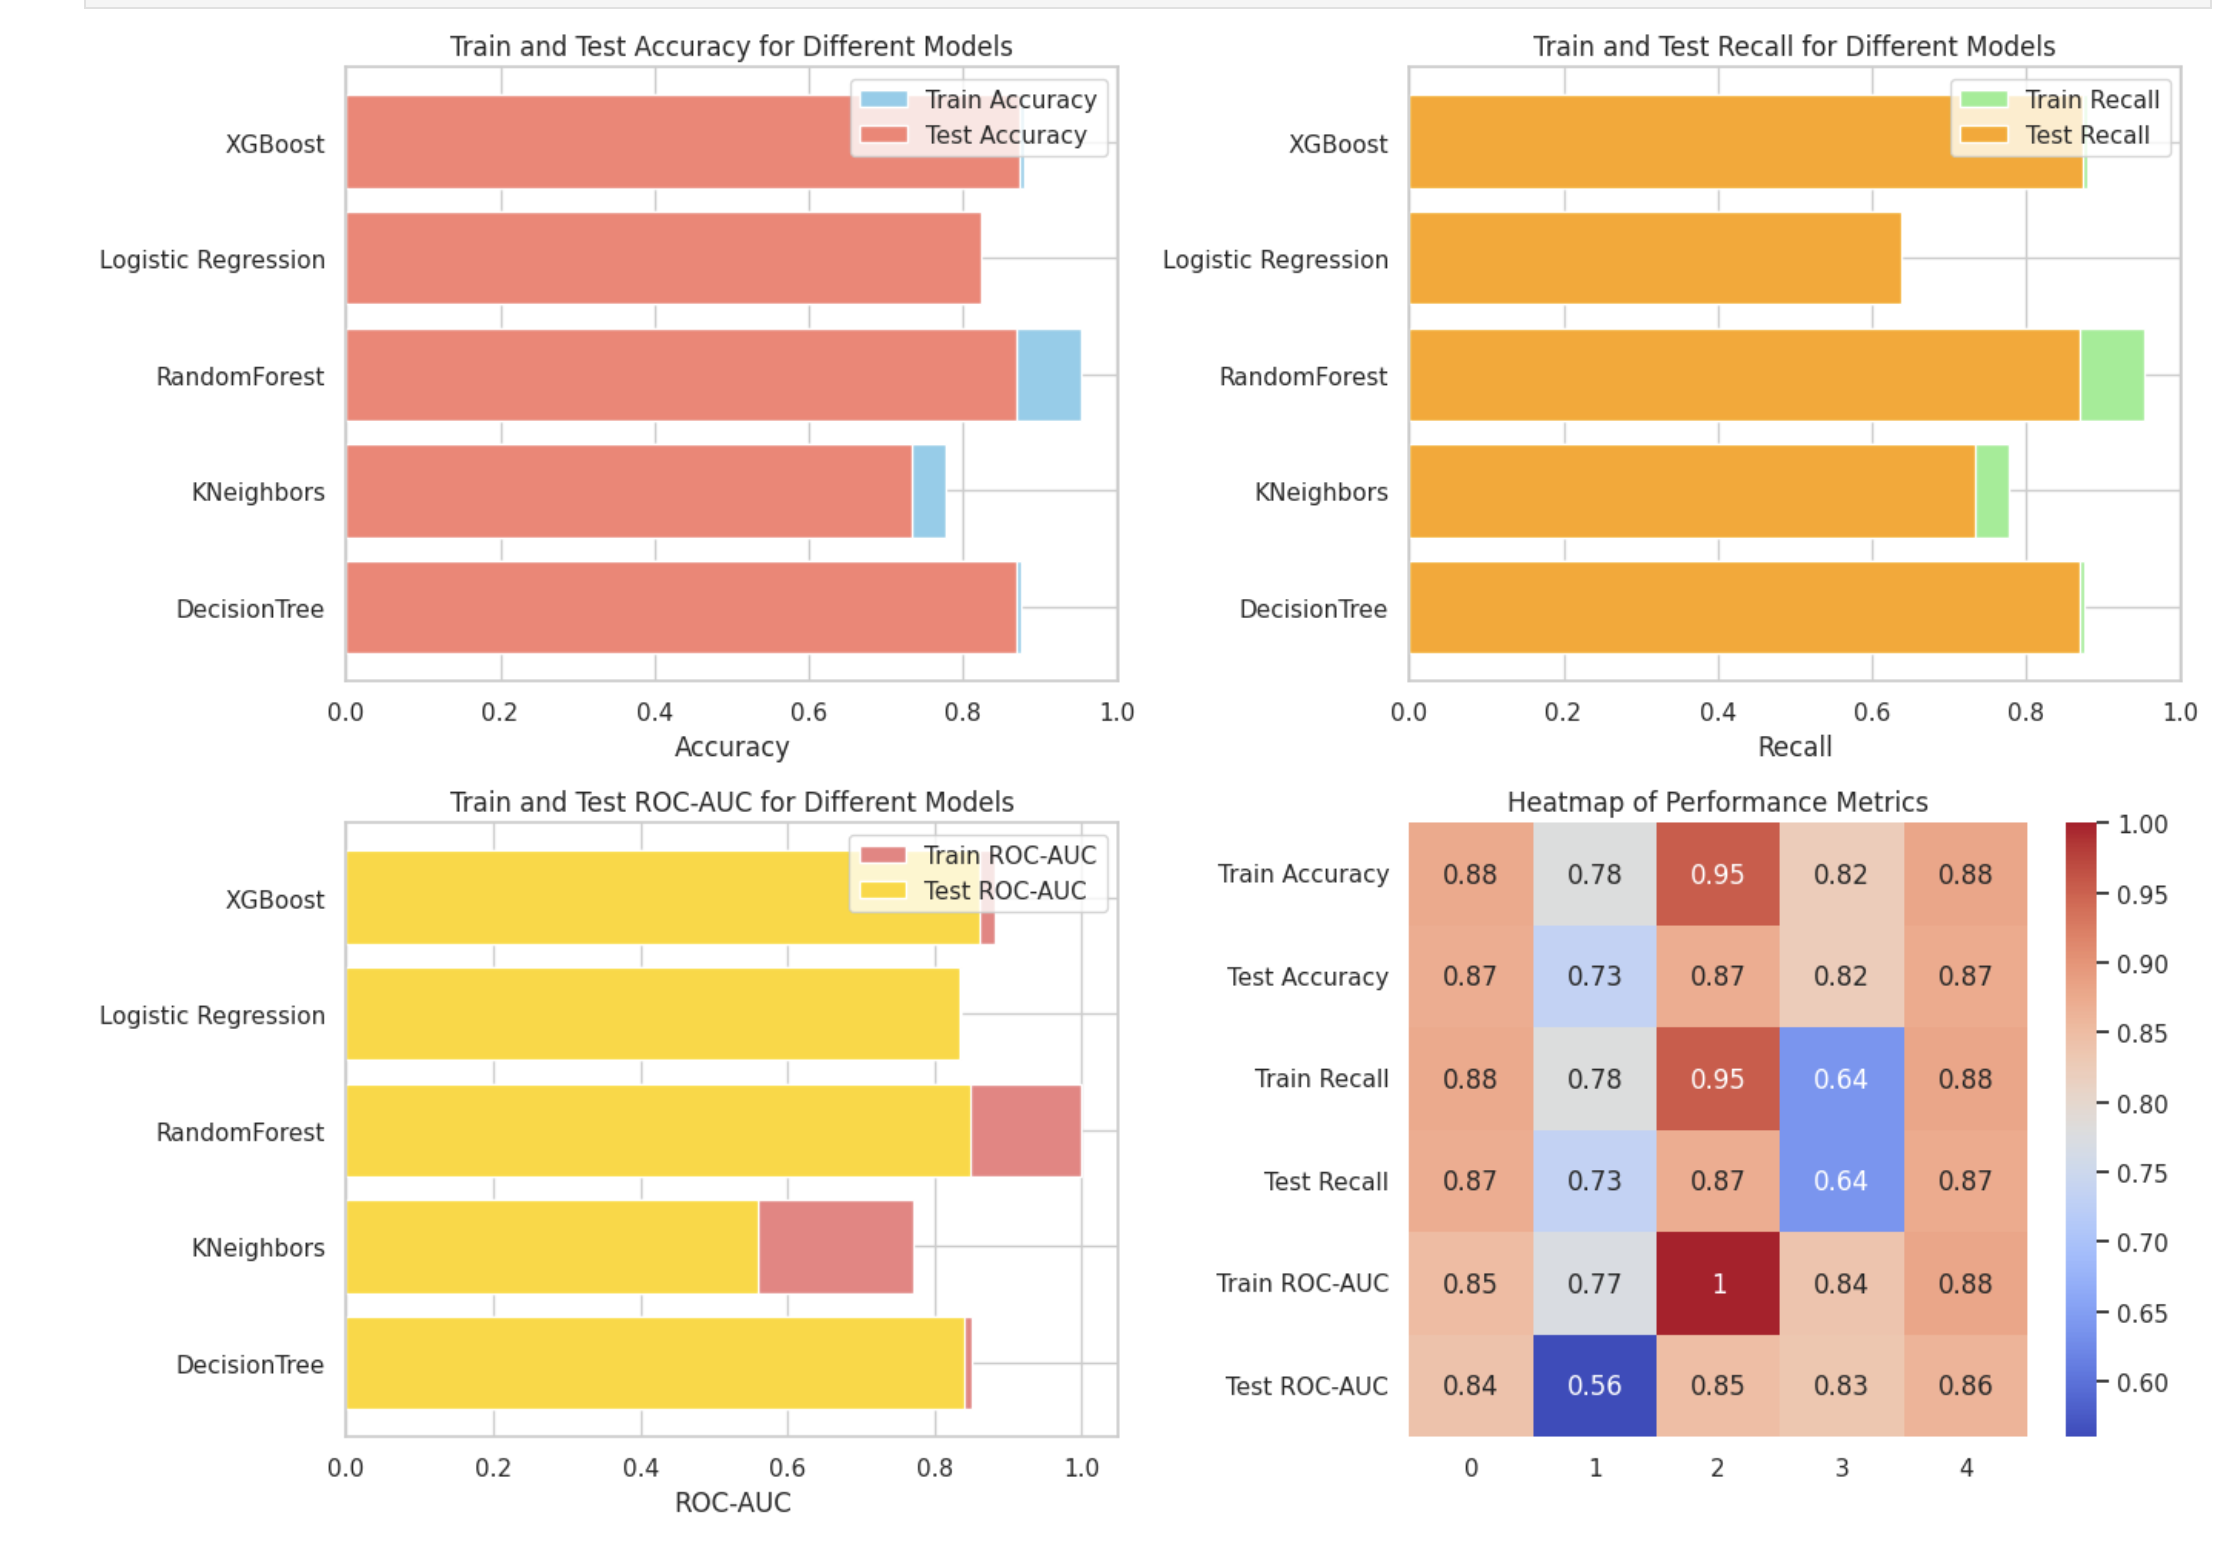 Train and Test Accuracy for Different Models
Train Accuracy
Test Accuracy
XGBoost
Logistic Regression
RandomForest
KNeighbors
DecisionTree
0.0 0.2 0.4 0.6 0.8 1.0
Accuracy
Train and Test Recall for Different Models
Train Recall
Test Recall
XGBoost
Logistic Regression
RandomForest
KNeighbors
DecisionTree
0.0 0.2 0.4 0.6 0.8 1.0
Recall
Train and Test ROC-AUC for Different Models
Train ROC-AUC
Test ROC-AUC
XGBoost
Logistic Regression
RandomForest
KNeighbors
DecisionTree
0.0 0.2 0.4 0.6 0.8 1.0
ROC-AUC
Heatmap of Performance Metrics
Train Accuracy 0.88 0.78 0.95 0.82 0.88
Test Accuracy 0.87 0.73 0.87 0.82 0.87
Train Recall 0.88 0.78 0.95 0.64 0.88
Test Recall 0.87 0.73 0.87 0.64 0.87
Train ROC-AUC 0.85 0.77 1 0.84 0.88
Test ROC-AUC 0.84 0.56 0.85 0.83 0.86
0 1 2 3 4
1.00
0.95
0.90
0.85
0.80
0.75
0.70
0.65
0.60